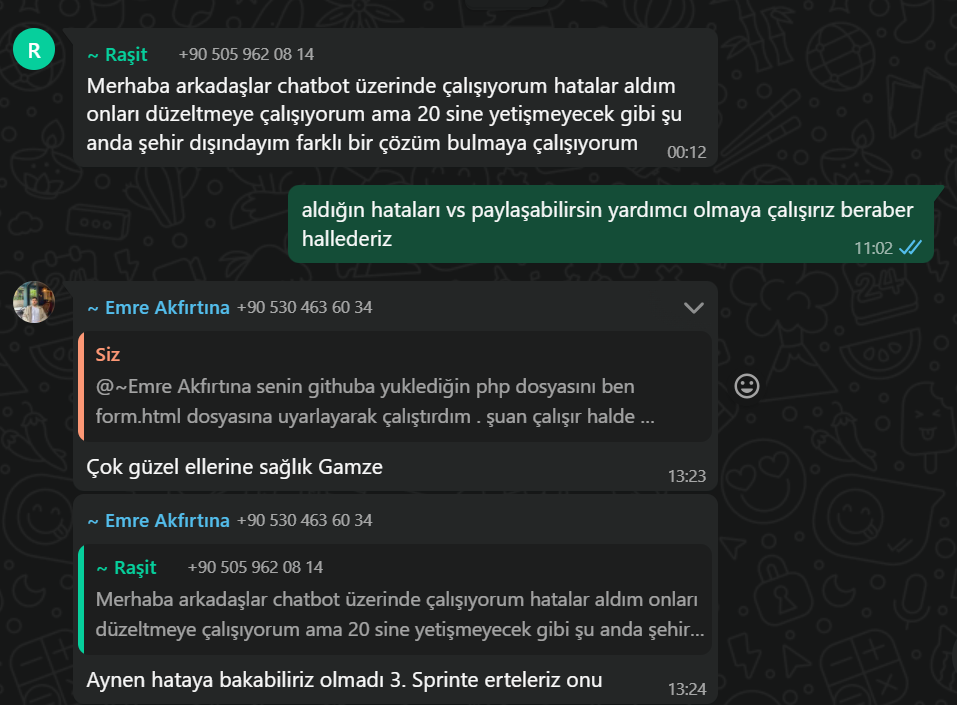 R
~ Raşit +90 505 962 08 14
Merhaba arkadaşlar chatbot üzerinde çalışıyorum hatalar aldım
onları düzeltmeye çalışıyorum ama 20 sine yetişmeyecek gibi şu
anda şehir dışındayım farklı bir çözüm bulmaya çalışıyorum
00:12
aldığın hataları vs paylaşabilirsin yardımcı olmaya çalışırız beraber
hallederiz
11:02
~ Emre Akfırtına +90 530 463 60 34
Siz
@~Emre Akfırtına senin githuba yuklediğin php dosyasını ben
form.html dosyasına uyarlayarak çalıştırdım . şuan çalışır halde ...
Çok güzel ellerine sağlık Gamze
13:23
~ Emre Akfırtına +90 530 463 60 34
~ Raşit +90 505 962 08 14
Merhaba arkadaşlar chatbot üzerinde çalışıyorum hatalar aldım onları
düzeltmeye çalışıyorum ama 20 sine yetişmeyecek gibi şu anda şehir...
Aynen hataya bakabiliriz olmadı 3. Sprinte erteleriz onu
13:24